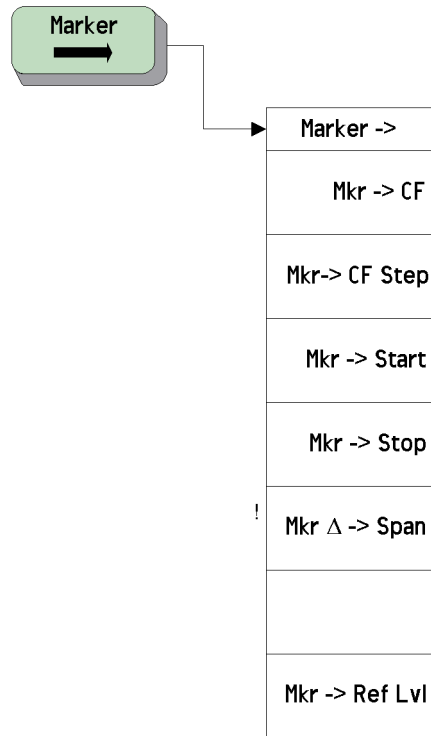 Marker
Marker ->
Mkr -> CF
Mkr-> CF Step
Mkr -> Start
Mkr -> Stop
!
Mkr Δ -> Span
Mkr -> Ref Lvl